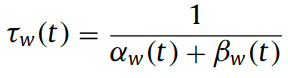 τ_w(t) = 1 / (α_w(t) + β_w(t))